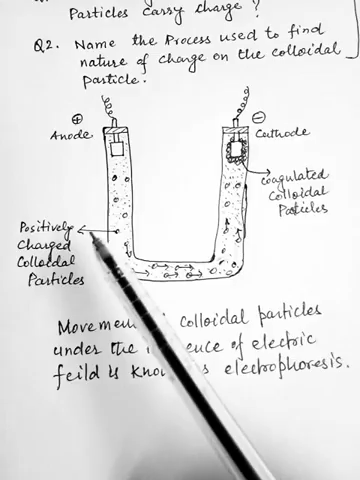 Particles carry charge ?
Q2. Name the Process used to find
nature of charge on the colloidal
particle.
+
Anode
−
Cathode
coagulated
Colloidal
Particles
Positively
Charged
Colloidal
Particles
Movemen colloidal particles
under the ence of electric
feild is know s electrophoresis.